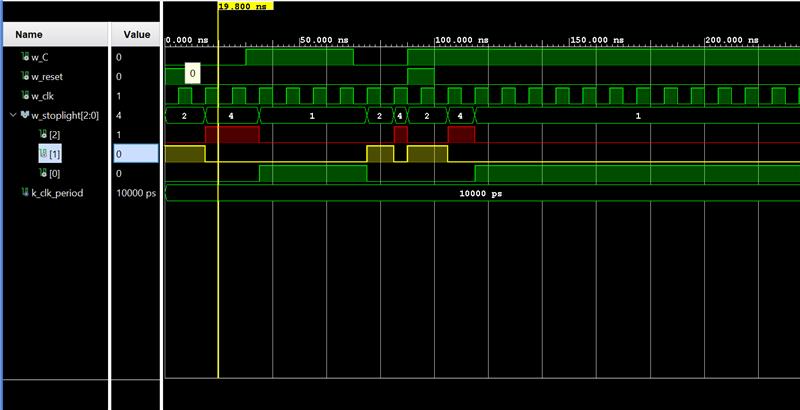 19.800 ns
Name Value
0.000 ns 50.000 ns 100.000 ns 150.000 ns 200.000 ns
w_C 0
w_reset 0 0
w_clk 1
w_stoplight[2:0] 4 2 4 1 2 4 2 4 1
[2] 1
[1] 0
[0] 0
k_clk_period 10000 ps 10000 ps